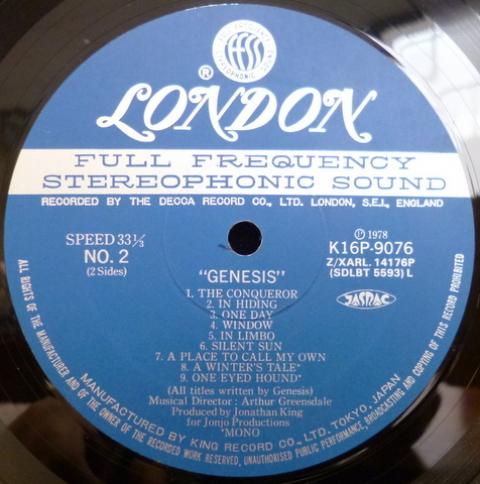 FULL FREQUENCY STEREOPHONIC SOUND
ffss
®
LONDON
FULL FREQUENCY
STEREOPHONIC SOUND
RECORDED BY THE DECCA RECORD CO., LTD. LONDON, S.E.I., ENGLAND
SPEED 33⅓
NO. 2
(2 Sides)
Ⓟ 1978
K16P-9076
Z/XARL. 14176P
(SDLBT 5593) L
JASRAC
"GENESIS"
1. THE CONQUEROR
2. IN HIDING
3. ONE DAY
4. WINDOW
5. IN LIMBO
6. SILENT SUN
7. A PLACE TO CALL MY OWN
8. A WINTER'S TALE*
9. ONE EYED HOUND*
(All titles written by Genesis)
Musical Director : Arthur Greensdale
Produced by Jonathan King
for Jonjo Productions
*MONO
MANUFACTURED BY KING RECORD CO., LTD. TOKYO, JAPAN
ALL RIGHTS OF THE MANUFACTURER AND OF THE OWNER OF THE RECORDED WORK RESERVED, UNAUTHORISED PUBLIC PERFORMANCE, BROADCASTING AND COPYING OF THIS RECORD PROHIBITED